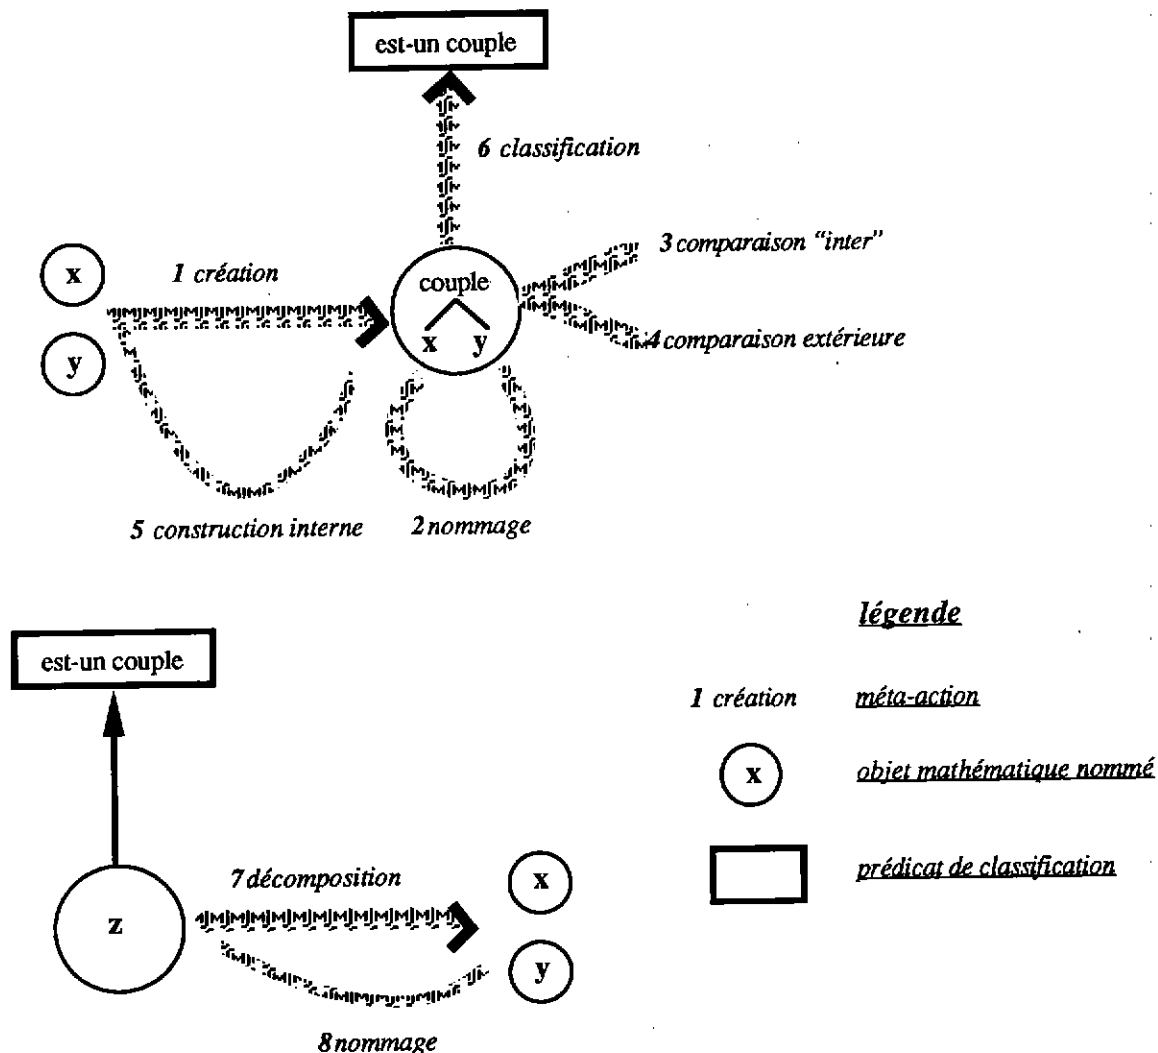 est-un couple
6 classification
3 comparaison “inter”
x
1 création
couple
x y
y
4 comparaison extérieure
5 construction interne
2 nommage
légende
est-un couple
1 création
méta-action
x
objet mathématique nommé
7 décomposition
x
prédicat de classification
z
y
8 nommage